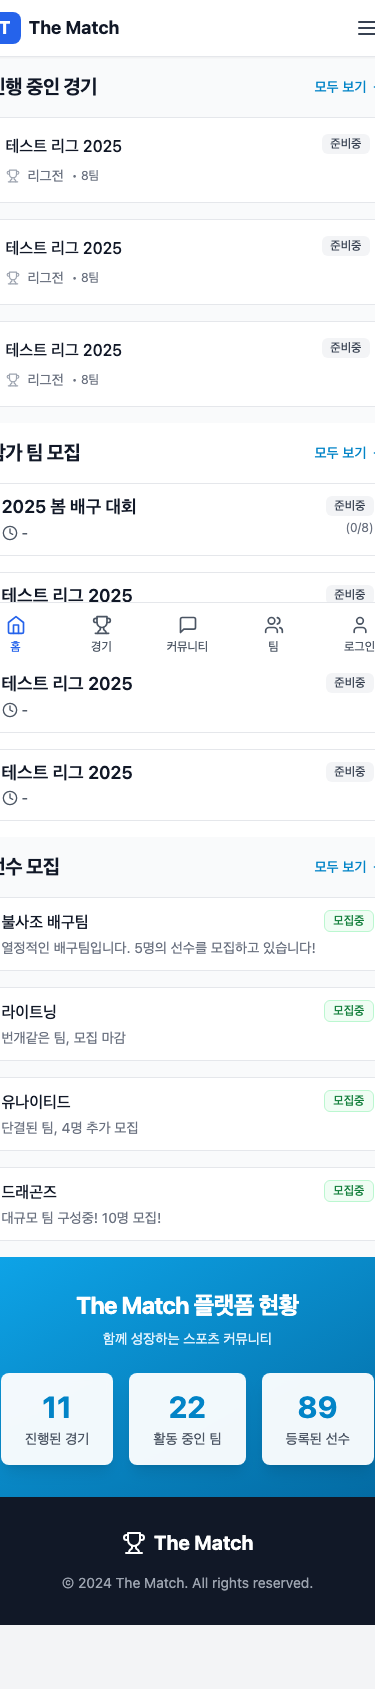 T The Match
진행 중인 경기 모두 보기
테스트 리그 2025 준비중
리그전 • 8팀
테스트 리그 2025 준비중
리그전 • 8팀
테스트 리그 2025 준비중
리그전 • 8팀
참가 팀 모집 모두 보기
2025 봄 배구 대회 준비중
- (0/8)
테스트 리그 2025 준비중
홈 경기 커뮤니티 팀 로그인
테스트 리그 2025 준비중
-
테스트 리그 2025 준비중
-
선수 모집 모두 보기
불사조 배구팀 모집중
열정적인 배구팀입니다. 5명의 선수를 모집하고 있습니다!
라이트닝 모집중
번개같은 팀, 모집 마감
유나이티드 모집중
단결된 팀, 4명 추가 모집
드래곤즈 모집중
대규모 팀 구성중! 10명 모집!
The Match 플랫폼 현황
함께 성장하는 스포츠 커뮤니티
11 22 89
진행된 경기 활동 중인 팀 등록된 선수
The Match
© 2024 The Match. All rights reserved.